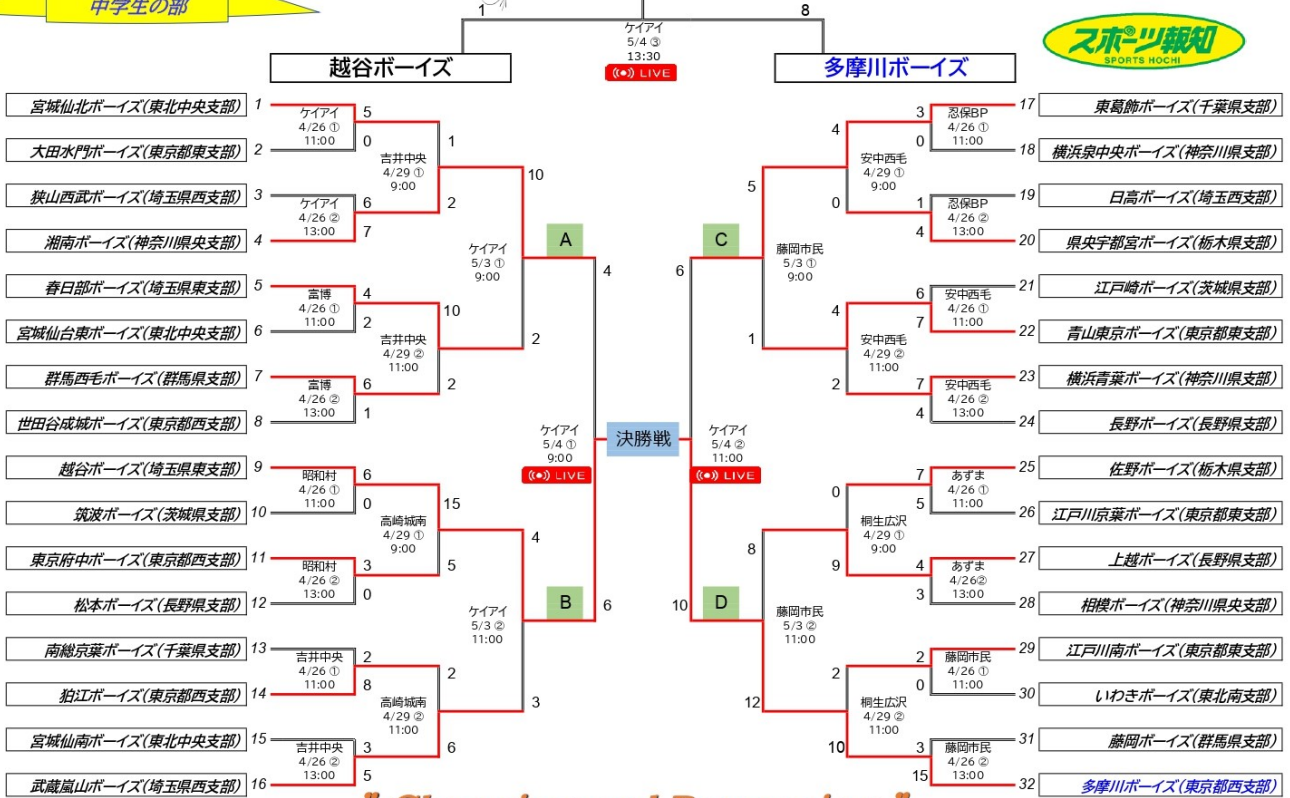 中学生の部
1
8
ケイアイ
5/4 ③
13:30
LIVE
スポーツ報知
SPORTS HOCHI
越谷ボーイズ
多摩川ボーイズ
宮城仙北ボーイズ(東北中央支部) 1
大田水門ボーイズ(東京都東支部) 2
狭山西武ボーイズ(埼玉県西支部) 3
湘南ボーイズ(神奈川県央支部) 4
春日部ボーイズ(埼玉県東支部) 5
宮城仙台東ボーイズ(東北中央支部) 6
群馬西毛ボーイズ(群馬県支部) 7
世田谷成城ボーイズ(東京都西支部) 8
越谷ボーイズ(埼玉県東支部) 9
筑波ボーイズ(茨城県支部) 10
東京府中ボーイズ(東京都西支部) 11
松本ボーイズ(長野県支部) 12
南総京葉ボーイズ(千葉県支部) 13
狛江ボーイズ(東京都西支部) 14
宮城仙南ボーイズ(東北中央支部) 15
武蔵嵐山ボーイズ(埼玉県西支部) 16
ケイアイ
4/26 ①
11:00
5
0
ケイアイ
4/26 ②
13:00
6
7
富博
4/26 ①
11:00
4
2
富博
4/26 ②
13:00
6
1
昭和村
4/26 ①
11:00
6
0
昭和村
4/26 ②
13:00
3
0
吉井中央
4/26 ①
11:00
2
8
吉井中央
4/26 ②
13:00
3
5
吉井中央
4/29 ①
9:00
1
2
吉井中央
4/29 ②
11:00
10
2
高崎城南
4/29 ①
9:00
15
5
高崎城南
4/29 ②
11:00
2
6
ケイアイ
5/3 ①
9:00
10
2
ケイアイ
5/3 ②
11:00
4
3
A
B
4
6
ケイアイ
5/4 ①
9:00
LIVE
決勝戦
ケイアイ
5/4 ②
11:00
LIVE
C
D
6
10
藤岡市民
5/3 ①
9:00
5
1
藤岡市民
5/3 ②
11:00
8
12
安中西毛
4/29 ①
9:00
4
0
安中西毛
4/29 ②
11:00
4
2
桐生広沢
4/29 ①
9:00
0
9
桐生広沢
4/29 ②
11:00
2
10
忍保BP
4/26 ①
11:00
3
0
忍保BP
4/26 ②
13:00
1
4
安中西毛
4/26 ①
11:00
6
7
安中西毛
4/26 ②
13:00
7
4
あずま
4/26 ①
11:00
7
5
あずま
4/26②
13:00
4
3
藤岡市民
4/26 ①
11:00
2
0
藤岡市民
4/26 ②
13:00
3
15
17 東葛飾ボーイズ(千葉県支部)
18 横浜泉中央ボーイズ(神奈川県支部)
19 日高ボーイズ(埼玉西支部)
20 県央宇都宮ボーイズ(栃木県支部)
21 江戸崎ボーイズ(茨城県支部)
22 青山東京ボーイズ(東京都東支部)
23 横浜青葉ボーイズ(神奈川県支部)
24 長野ボーイズ(長野県支部)
25 佐野ボーイズ(栃木県支部)
26 江戸川京葉ボーイズ(東京都東支部)
27 上越ボーイズ(長野県支部)
28 相模ボーイズ(神奈川県央支部)
29 江戸川南ボーイズ(東京都東支部)
30 いわきボーイズ(東北南支部)
31 藤岡ボーイズ(群馬県支部)
32 多摩川ボーイズ(東京都西支部)